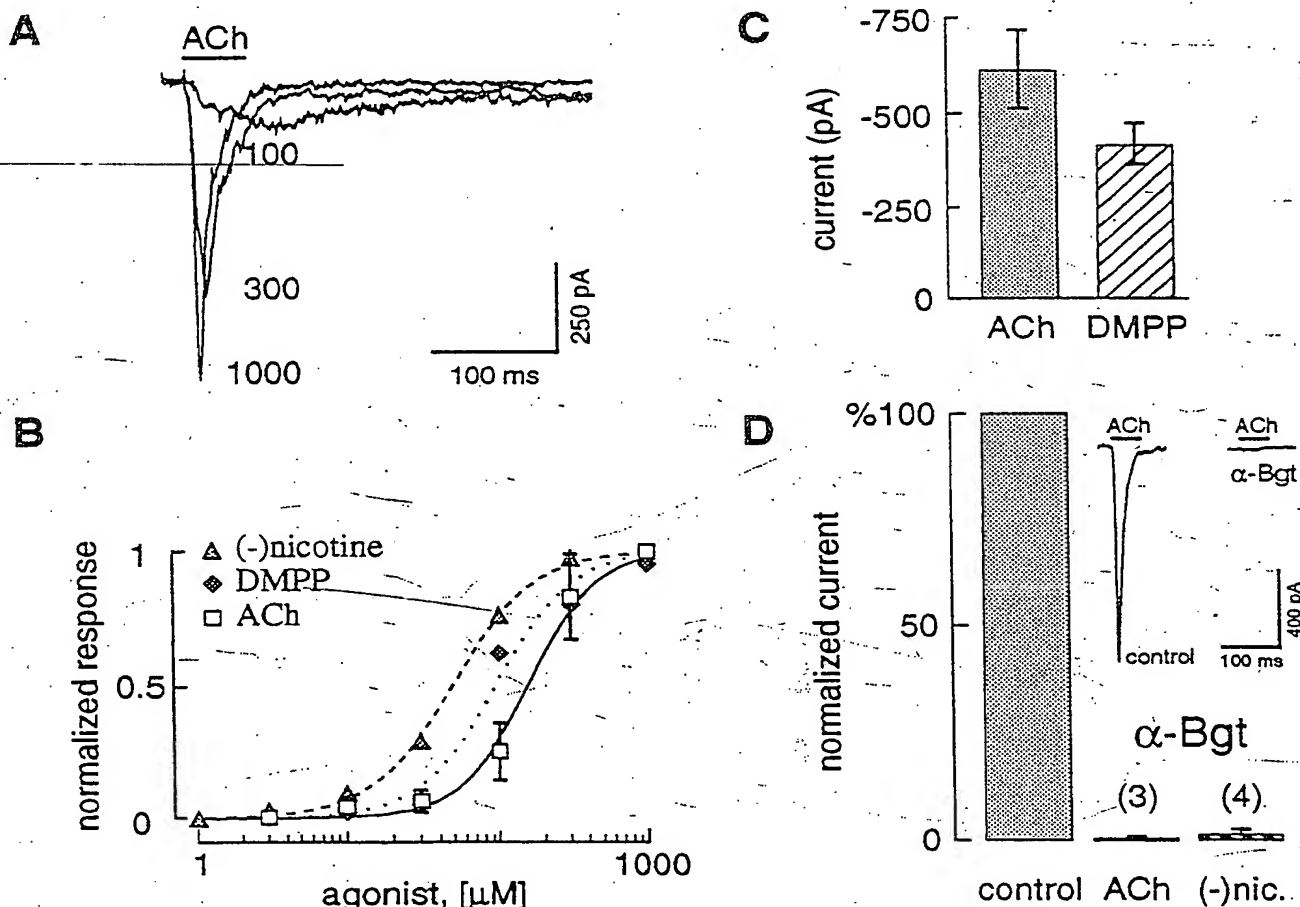 A
ACh
100
300
1000
250 pA
100 ms
B
normalized response
1
0.5
0
(-)nicotine
DMPP
ACh
1
1000
agonist, [μM]
C
current (pA)
-750
-500
-250
0
ACh
DMPP
D
normalized current
%100
50
0
ACh
ACh
α-Bgt
control
400 pA
100 ms
α-Bgt
(3)
(4)
control
ACh
(-)nic.